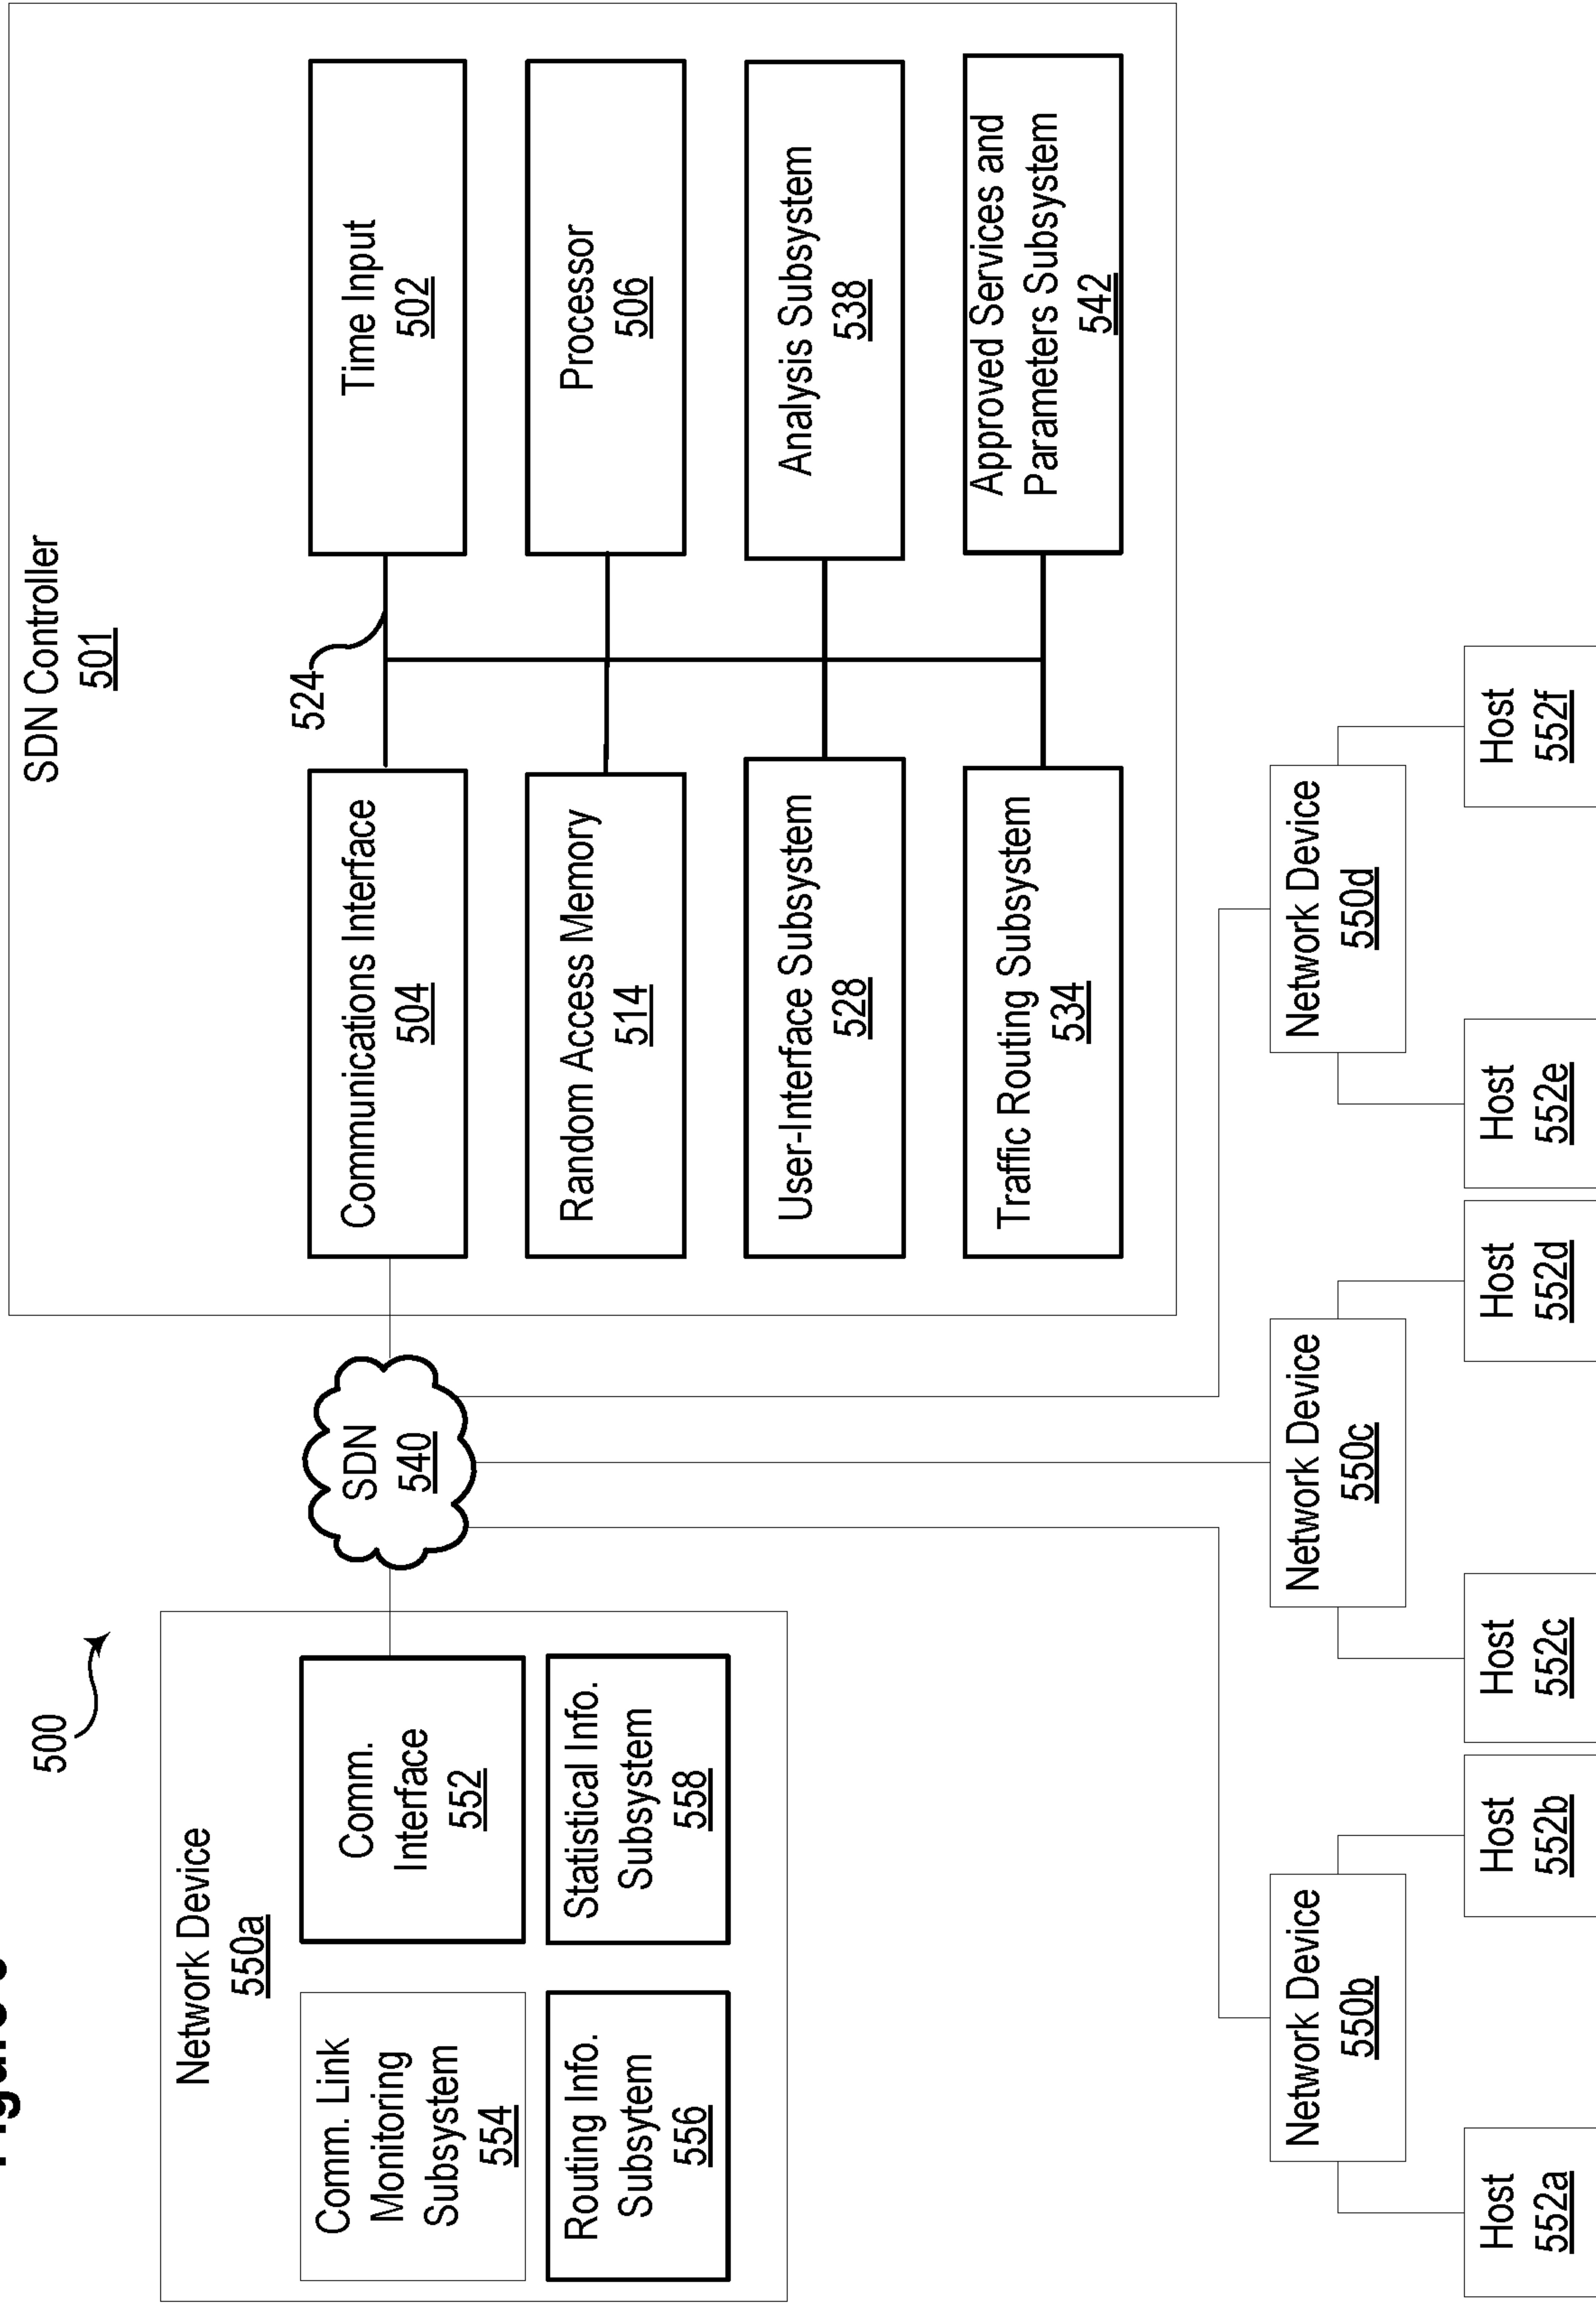 Figure
500
Network Device
550a
Comm. Link
Monitoring
Subsystem
554
Comm.
Interface
552
Routing Info.
Subsytem
556
Statistical Info.
Subsystem
558
SDN
540
SDN Controller
501
524
Communications Interface
504
Time Input
502
Random Access Memory
514
Processor
506
User-Interface Subsystem
528
Analysis Subsystem
538
Traffic Routing Subsystem
534
Approved Services and
Parameters Subsystem
542
Network Device
550b
Network Device
550c
Network Device
550d
Host
552a
Host
552b
Host
552c
Host
552d
Host
552e
Host
552f